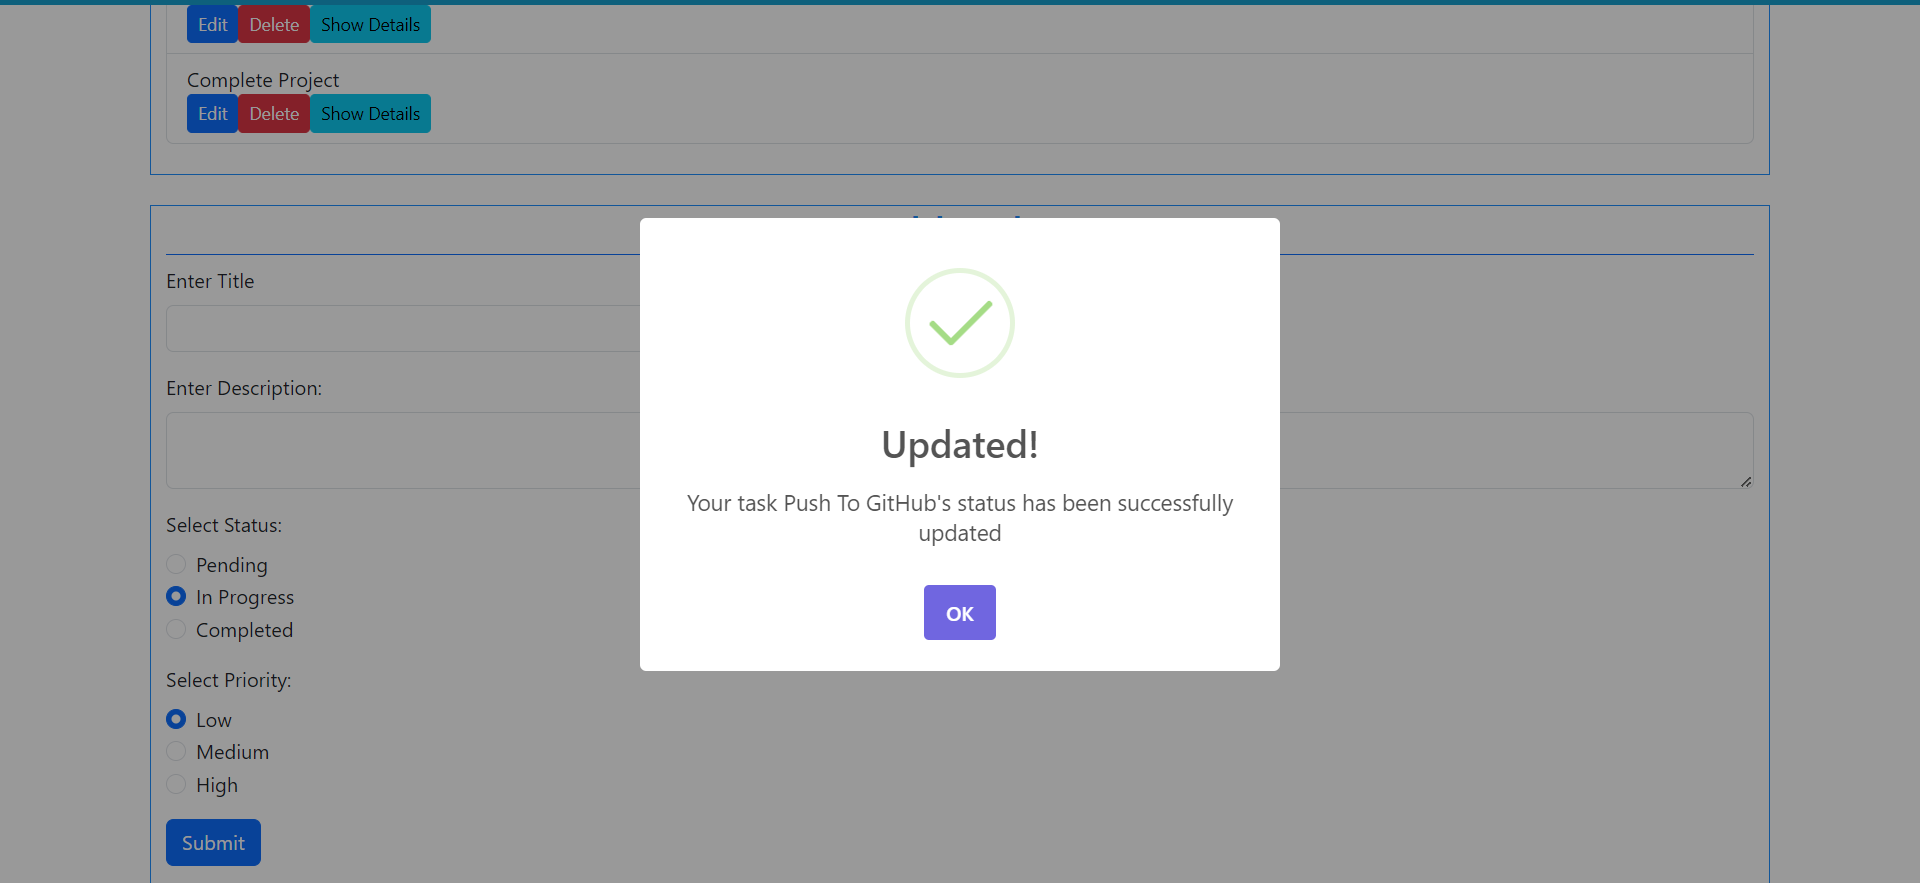 Edit Delete Show Details
Complete Project
Edit Delete Show Details
Enter Title
Enter Description:
Select Status:
Pending
In Progress
Completed
Select Priority:
Low
Medium
High
Submit
Updated!
Your task Push To GitHub's status has been successfully
updated
OK